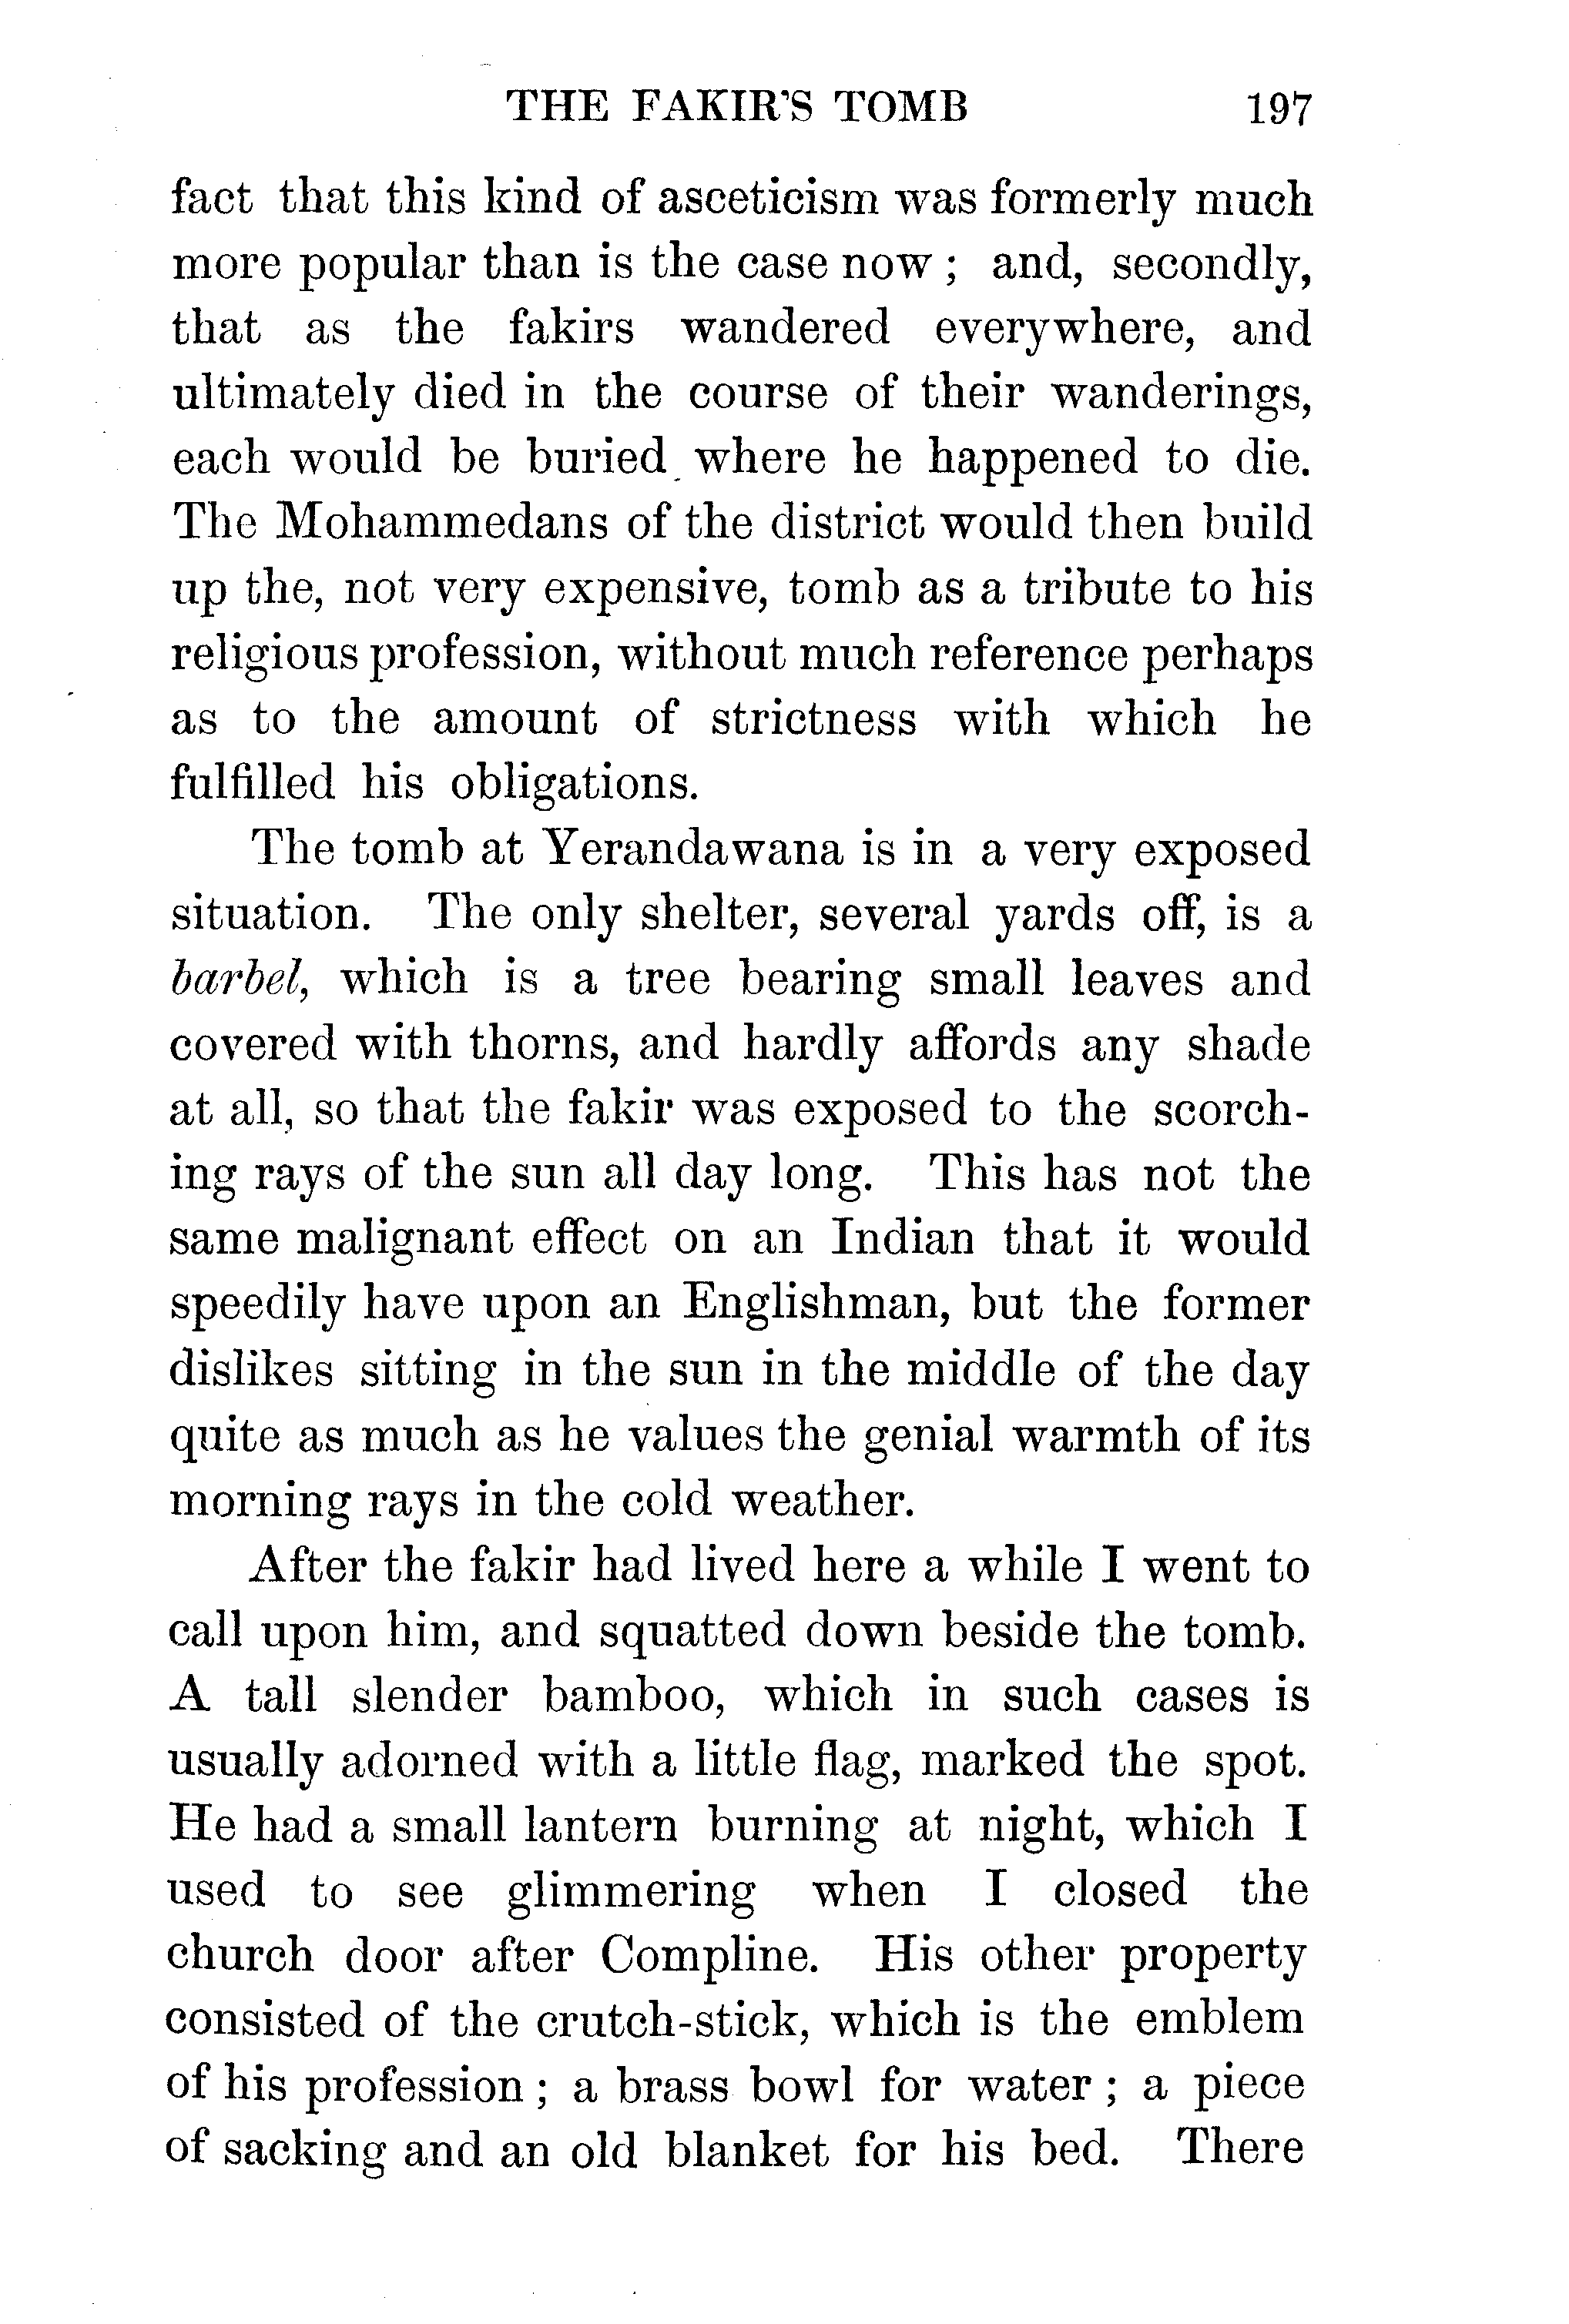 THE FAKIR'S TOMB 197
fact that this kind of asceticism was formerly much
more popular than is the case now ; and, secondly,
that as the fakirs wandered everywhere, and
ultimately died in the course of their wanderings,
each would be buried where he happened to die.
The Mohammedans of the district would then build
up the, not very expensive, tomb as a tribute to his
religious profession, without much reference perhaps
as to the amount of strictness with which he
fulfilled his obligations.
The tomb at Yerandawana is in a very exposed
situation. The only shelter, several yards off, is a
barbel, which is a tree bearing small leaves and
covered with thorns, and hardly affords any shade
at all, so that the fakir was exposed to the scorch-
ing rays of the sun all day long. This has not the
same malignant effect on an Indian that it would
speedily have upon an Englishman, but the former
dislikes sitting in the sun in the middle of the day
quite as much as he values the genial warmth of its
morning rays in the cold weather.
After the fakir had lived here a while I went to
call upon him, and squatted down beside the tomb.
A tall slender bamboo, which in such cases is
usually adorned with a little flag, marked the spot.
He had a small lantern burning at night, which I
used to see glimmering when I closed the
church door after Compline. His other property
consisted of the crutch-stick, which is the emblem
of his profession ; a brass bowl for water ; a piece
of sacking and an old blanket for his bed. There